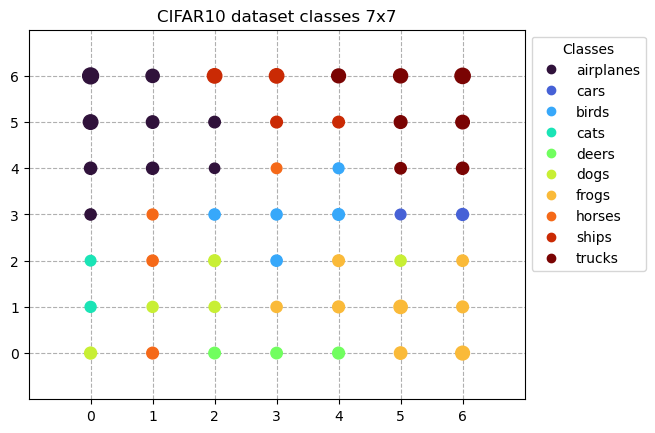 CIFAR10 dataset classes 7x7
6
5
4
3
2
1
0
0 1 2 3 4 5 6
Classes
airplanes
cars
birds
cats
deers
dogs
frogs
horses
ships
trucks